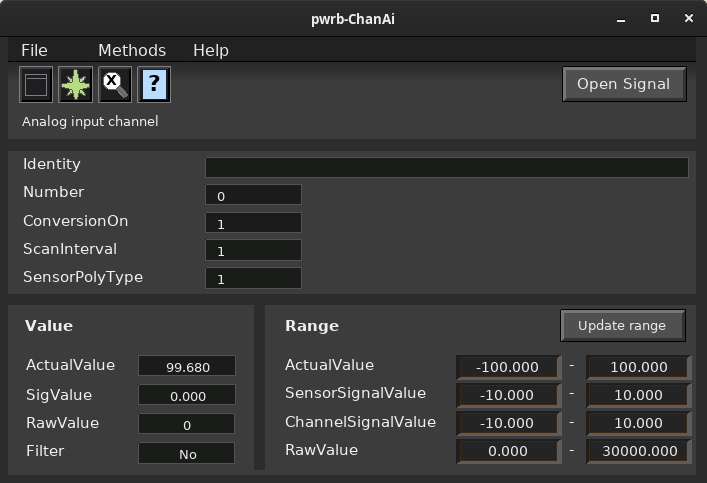 pwrb-ChanAi
File Methods Help
X ? Open Signal
Analog input channel
Identity
Number 0
ConversionOn 1
ScanInterval 1
SensorPolyType 1
Value
ActualValue 99.680
SigValue 0.000
RawValue 0
Filter No
Range Update range
ActualValue -100.000 - 100.000
SensorSignalValue -10.000 - 10.000
ChannelSignalValue -10.000 - 10.000
RawValue 0.000 - 30000.000